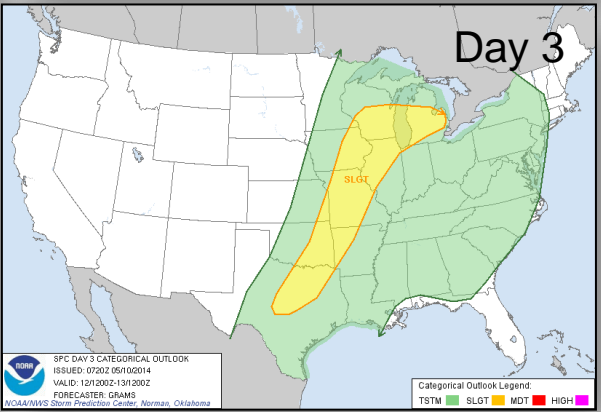 Day 3
SLGT
NOAA
SPC DAY 3 CATEGORICAL OUTLOOK
ISSUED: 0720Z 05/10/2014
VALID: 12/1200Z-13/1200Z
FORECASTER: GRAMS
NOAA/NWS Storm Prediction Center, Norman, Oklahoma
Categorical Outlook Legend:
TSTM SLGT MDT HIGH